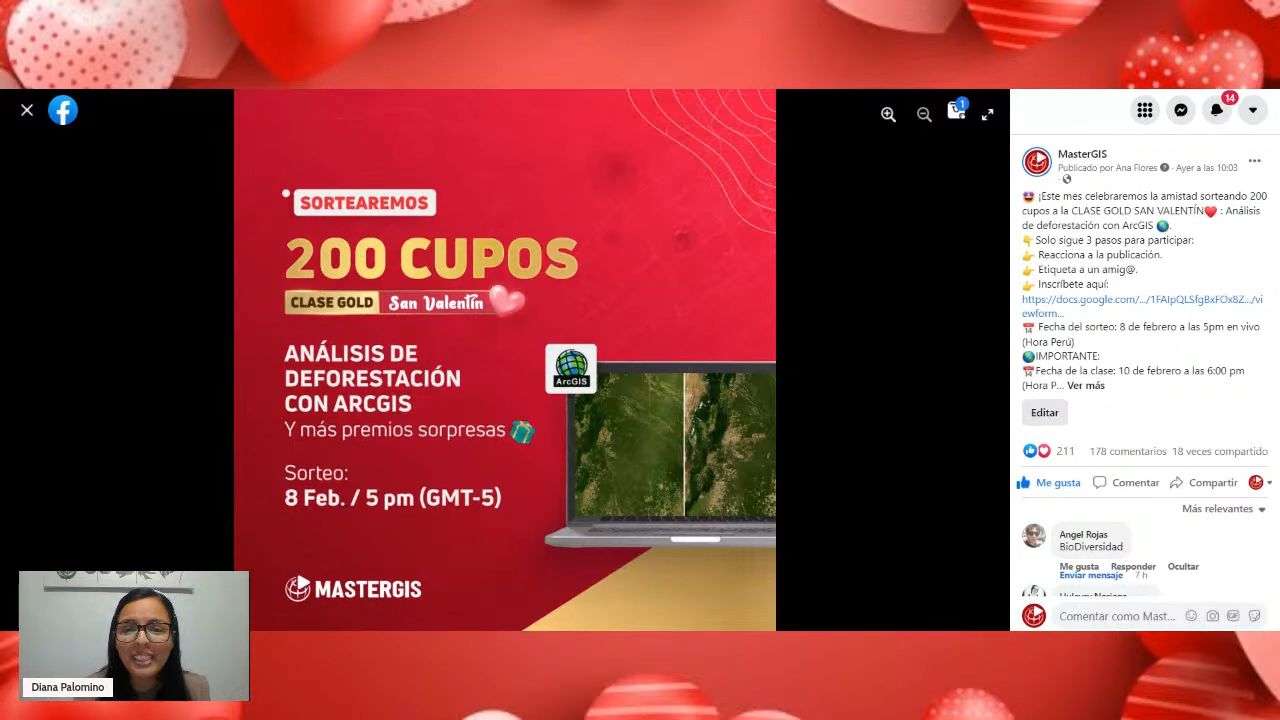 SORTEAREMOS
200 CUPOS
CLASE GOLD San Valentín
ANÁLISIS DE
DEFORESTACIÓN
CON ARCGIS
Y más premios sorpresas
ArcGIS
Sorteo:
8 Feb. / 5 pm (GMT-5)
MASTERGIS
Diana Palomino
1
14
MasterGIS
Publicado por Ana Flores · Ayer a las 10:03
¡Este mes celebraremos la amistad sorteando 200
cupos a la CLASE GOLD SAN VALENTÍN : Análisis
de deforestación con ArcGIS .
Solo sigue 3 pasos para participar:
Reacciona a la publicación.
Etiqueta a un amig@.
Inscríbete aquí:
https://docs.google.com/.../1FAIpQLSfgBxFOx8Z.../vi
ewform...
Fecha del sorteo: 8 de febrero a las 5pm en vivo
(Hora Perú)
IMPORTANTE:
Fecha de la clase: 10 de febrero a las 6:00 pm
(Hora P... Ver más
Editar
211 178 comentarios 18 veces compartido
Me gusta Comentar Compartir
Más relevantes
Angel Rojas
BioDiversidad
Me gusta Responder Ocultar
Enviar mensaje 7 h
Comentar como Mast...